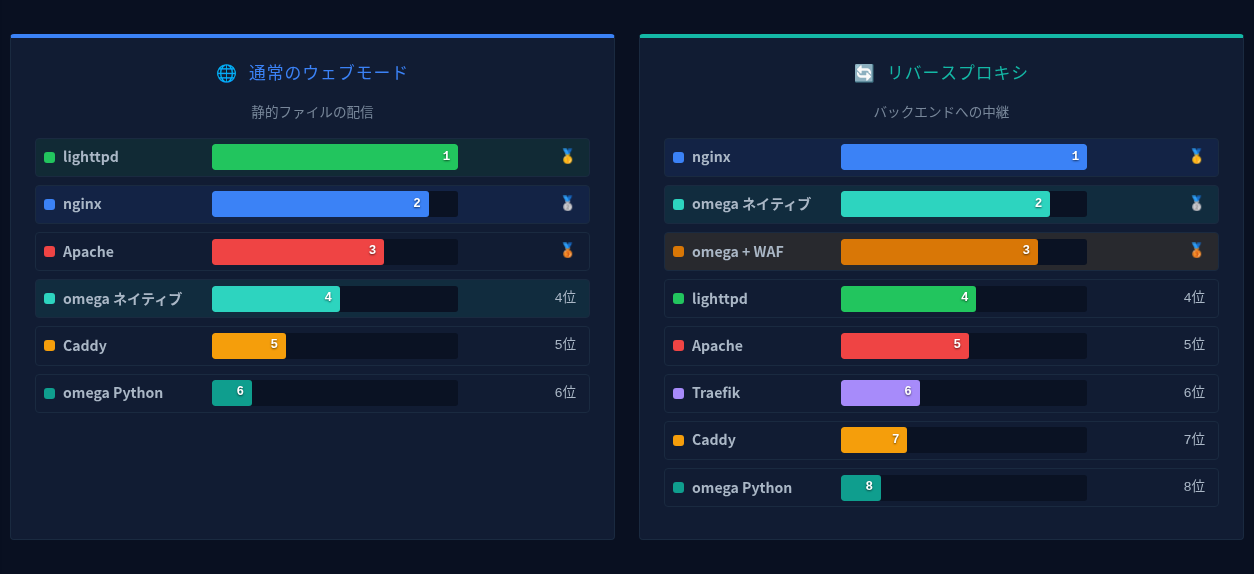 通常のウェブモード
静的ファイルの配信
lighttpd 1
nginx 2
Apache 3
omega ネイティブ 4 4位
Caddy 5 5位
omega Python 6 6位
リバースプロキシ
バックエンドへの中継
nginx 1
omega ネイティブ 2
omega + WAF 3
lighttpd 4 4位
Apache 5 5位
Traefik 6 6位
Caddy 7 7位
omega Python 8 8位